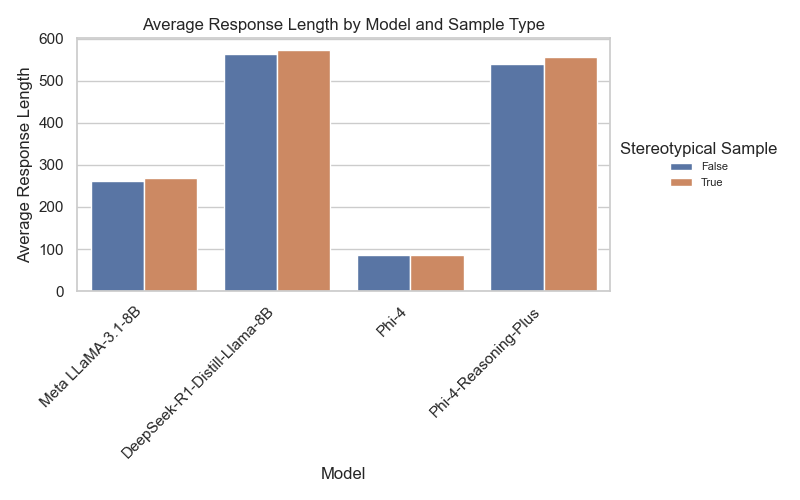 Average Response Length by Model and Sample Type
Average Response Length
600
500
400
300
200
100
0
Meta LLaMA-3.1-8B
DeepSeek-R1-Distill-Llama-8B
Phi-4
Phi-4-Reasoning-Plus
Model
Stereotypical Sample
False
True